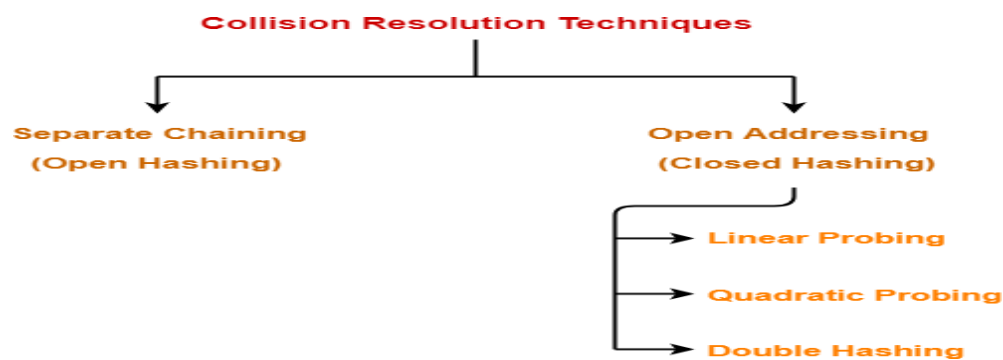 Collision Resolution Techniques
Separate Chaining
(Open Hashing)
Open Addressing
(Closed Hashing)
Linear Probing
Quadratic Probing
Double Hashing